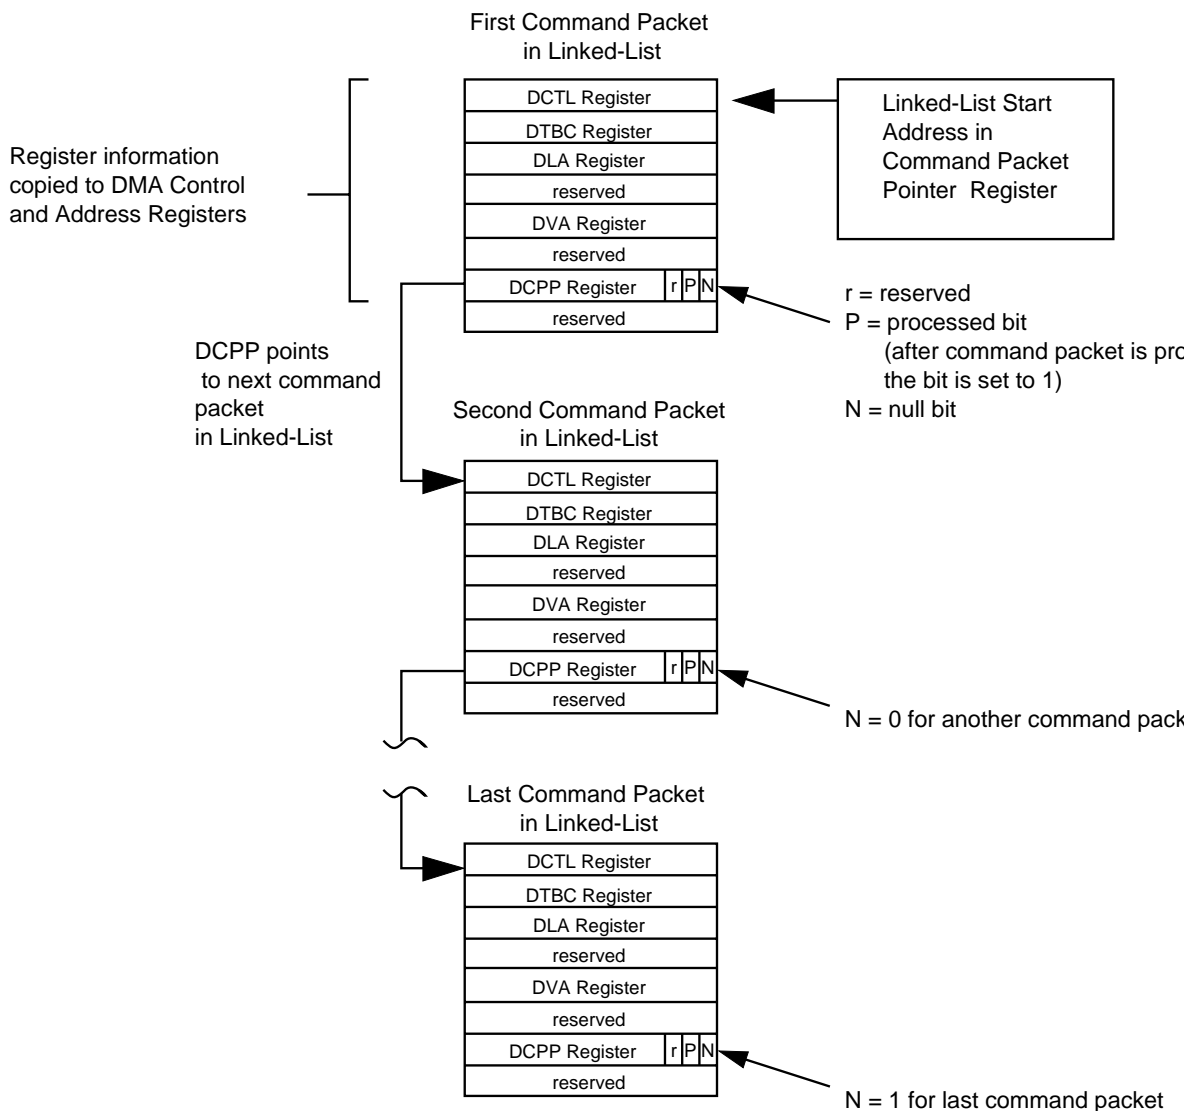 First Command Packet
in Linked-List
DCTL Register
DTBC Register
DLA Register
reserved
DVA Register
reserved
DCPP Register r P N
reserved
Linked-List Start
Address in
Command Packet
Pointer Register
Register information
copied to DMA Control
and Address Registers
r = reserved
P = processed bit
(after command packet is
the bit is set to 1)
N = null bit
DCPP points
to next command
packet
in Linked-List
Second Command Packet
in Linked-List
DCTL Register
DTBC Register
DLA Register
reserved
DVA Register
reserved
DCPP Register r P N
reserved
N = 0 for another command
Last Command Packet
in Linked-List
DCTL Register
DTBC Register
DLA Register
reserved
DVA Register
reserved
DCPP Register r P N
reserved
N = 1 for last command packet